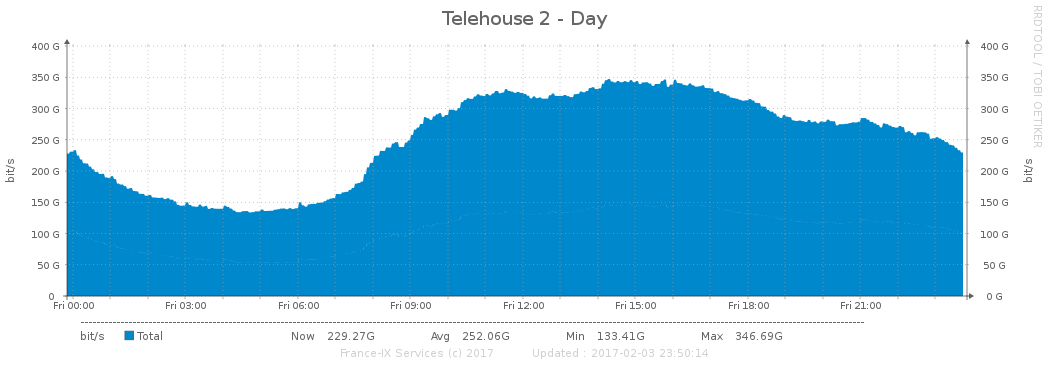 Telehouse 2 - Day
RRDTOOL / TOBI OETIKER
400 G 400 G
350 G 350 G
300 G 300 G
250 G 250 G
200 G 200 G
150 G 150 G
100 G 100 G
50 G 50 G
0 0 G
bit/s bit/s
Fri 00:00 Fri 03:00 Fri 06:00 Fri 09:00 Fri 12:00 Fri 15:00 Fri 18:00 Fri 21:00
bit/s Total Now 229.27G Avg 252.06G Min 133.41G Max 346.69G
France-IX Services (c) 2017 Updated : 2017-02-03 23:50:14